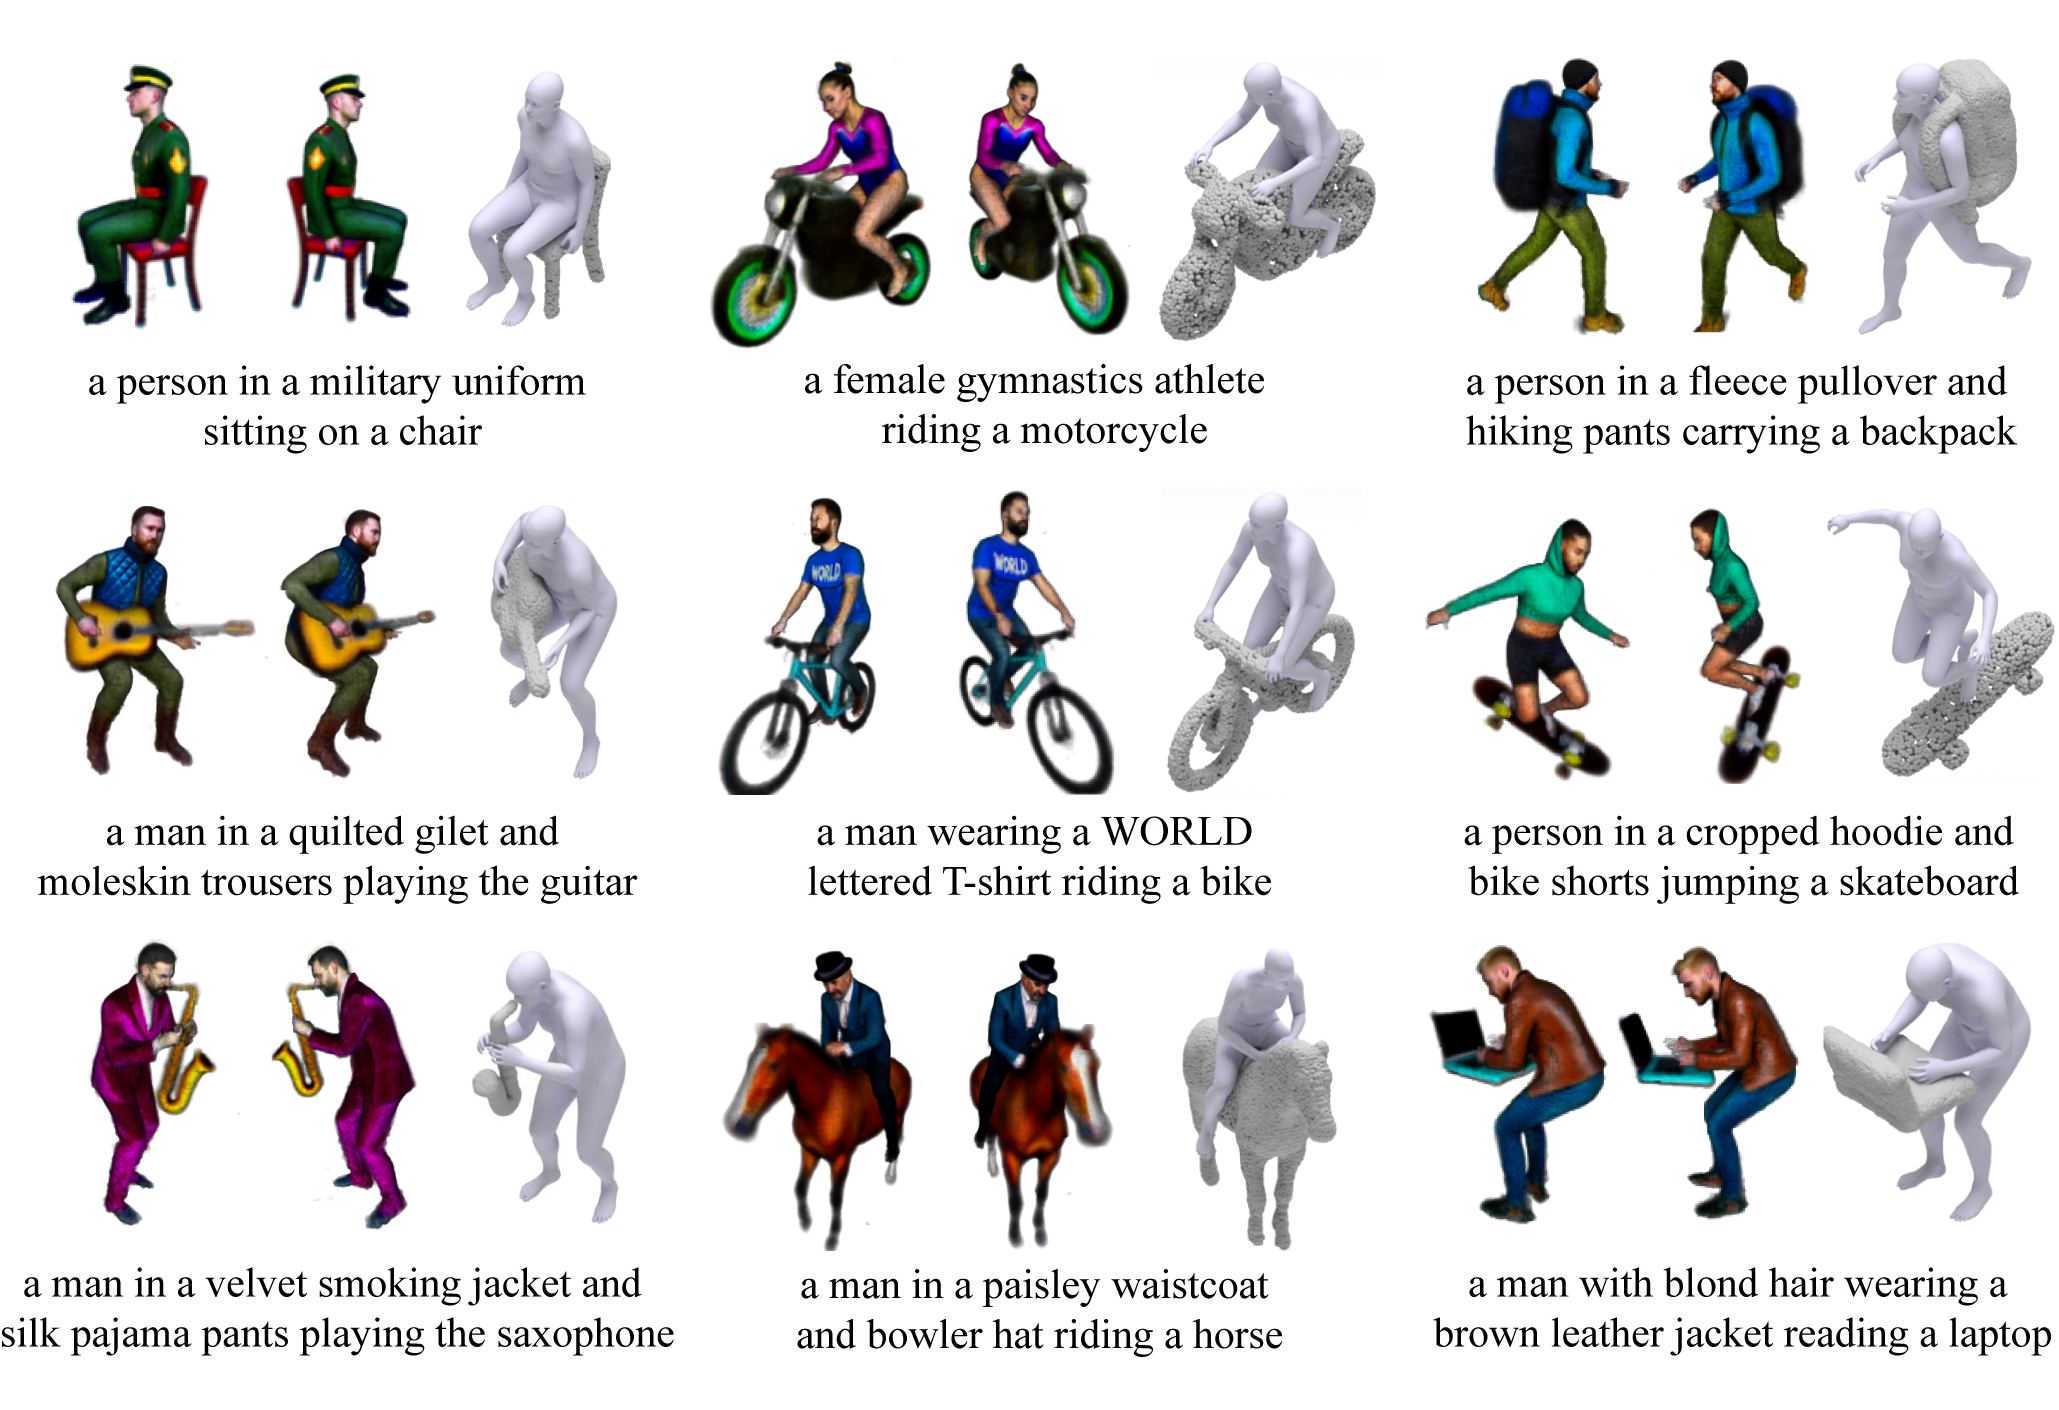 a person in a military uniform
sitting on a chair
a female gymnastics athlete
riding a motorcycle
a person in a fleece pullover and
hiking pants carrying a backpack
WORLD
WORLD
a man in a quilted gilet and
moleskin trousers playing the guitar
a man wearing a WORLD
lettered T-shirt riding a bike
a person in a cropped hoodie and
bike shorts jumping a skateboard
a man in a velvet smoking jacket and
silk pajama pants playing the saxophone
a man in a paisley waistcoat
and bowler hat riding a horse
a man with blond hair wearing a
brown leather jacket reading a laptop